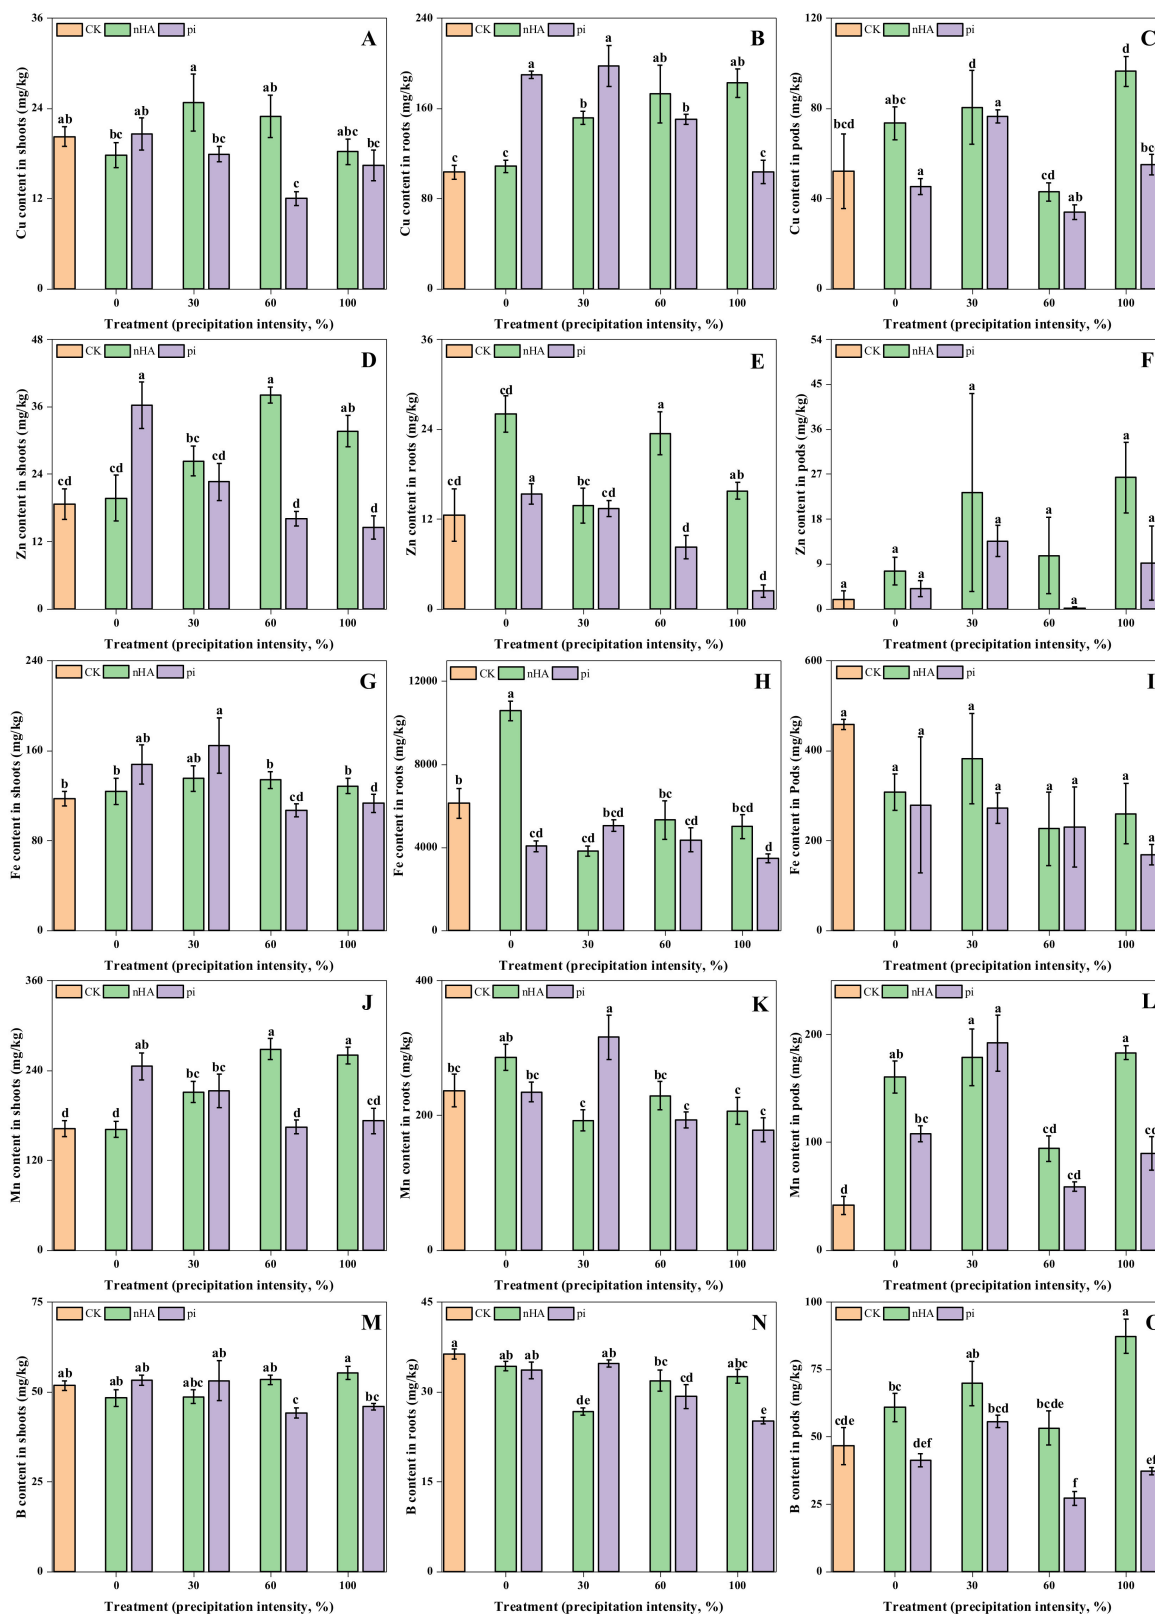 CK nHA pi
A
Cu content in shoots (mg/kg)
36
24
12
0
ab bc ab a bc ab c abc bc
0 30 60 100
Treatment (precipitation intensity, %)
CK nHA pi
B
Cu content in roots (mg/kg)
240
160
80
0
c c a b a ab b ab c
0 30 60 100
Treatment (precipitation intensity, %)
CK nHA pi
C
Cu content in pods (mg/kg)
120
80
40
0
bcd abc a d a cd ab d bcd
0 30 60 100
Treatment (precipitation intensity, %)
CK nHA pi
D
Zn content in shoots (mg/kg)
48
36
24
12
0
cd cd a bc cd a d ab d
0 30 60 100
Treatment (precipitation intensity, %)
CK nHA pi
E
Zn content in roots (mg/kg)
36
24
12
0
cd cd a bc cd a d ab d
0 30 60 100
Treatment (precipitation intensity, %)
CK nHA pi
F
Zn content in pods (mg/kg)
54
45
36
27
18
9
0
a a a a a a a a a
0 30 60 100
Treatment (precipitation intensity, %)
CK nHA pi
G
Fe content in shoots (mg/kg)
240
160
80
0
b b ab ab a b cd b d
0 30 60 100
Treatment (precipitation intensity, %)
CK nHA pi
H
Fe content in roots (mg/kg)
12000
8000
4000
0
b a cd cd bcd bc cd bcd d
0 30 60 100
Treatment (precipitation intensity, %)
CK nHA pi
I
Fe content in Pods (mg/kg)
600
400
200
0
a a a a a a a a a
0 30 60 100
Treatment (precipitation intensity, %)
CK nHA pi
J
Mn content in shoots (mg/kg)
360
240
120
0
d d ab bc bc a d a cd
0 30 60 100
Treatment (precipitation intensity, %)
CK nHA pi
K
Mn content in roots (mg/kg)
400
200
0
bc ab bc c a bc c c c
0 30 60 100
Treatment (precipitation intensity, %)
CK nHA pi
L
Mn content in pods (mg/kg)
200
100
0
d ab bc a a cd cd a cd
0 30 60 100
Treatment (precipitation intensity, %)
CK nHA pi
M
B content in shoots (mg/kg)
75
50
25
0
ab ab ab abc ab ab c a bc
0 30 60 100
Treatment (precipitation intensity, %)
CK nHA pi
N
B content in roots (mg/kg)
45
30
15
0
a ab ab de ab bc cd abc e
0 30 60 100
Treatment (precipitation intensity, %)
CK nHA pi
O
B content in pods (mg/kg)
100
75
50
25
0
cde bc def ab bcd bcde f a ef
0 30 60 100
Treatment (precipitation intensity, %)